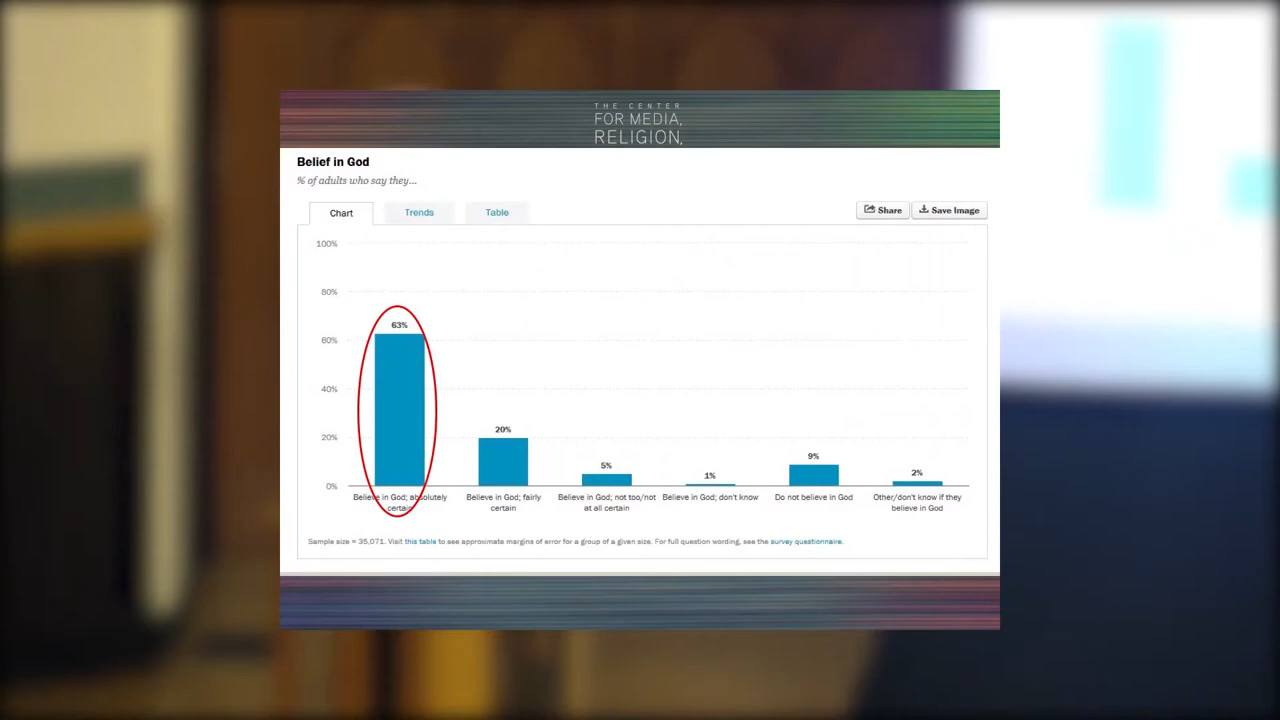 THE CENTER
FOR MEDIA,
RELIGION,
Belief in God
% of adults who say they...
Chart Trends Table Share Save Image
100%
80%
63%
60%
40%
20%
20%
5%
1%
9%
2%
0%
Believe in God; absolutely certain
Believe in God; fairly certain
Believe in God; not too/not at all certain
Believe in God; don't know
Do not believe in God
Other/don't know if they believe in God
Sample size = 35,071. Visit this table to see approximate margins of error for a group of a given size. For full question wording, see the survey questionnaire.